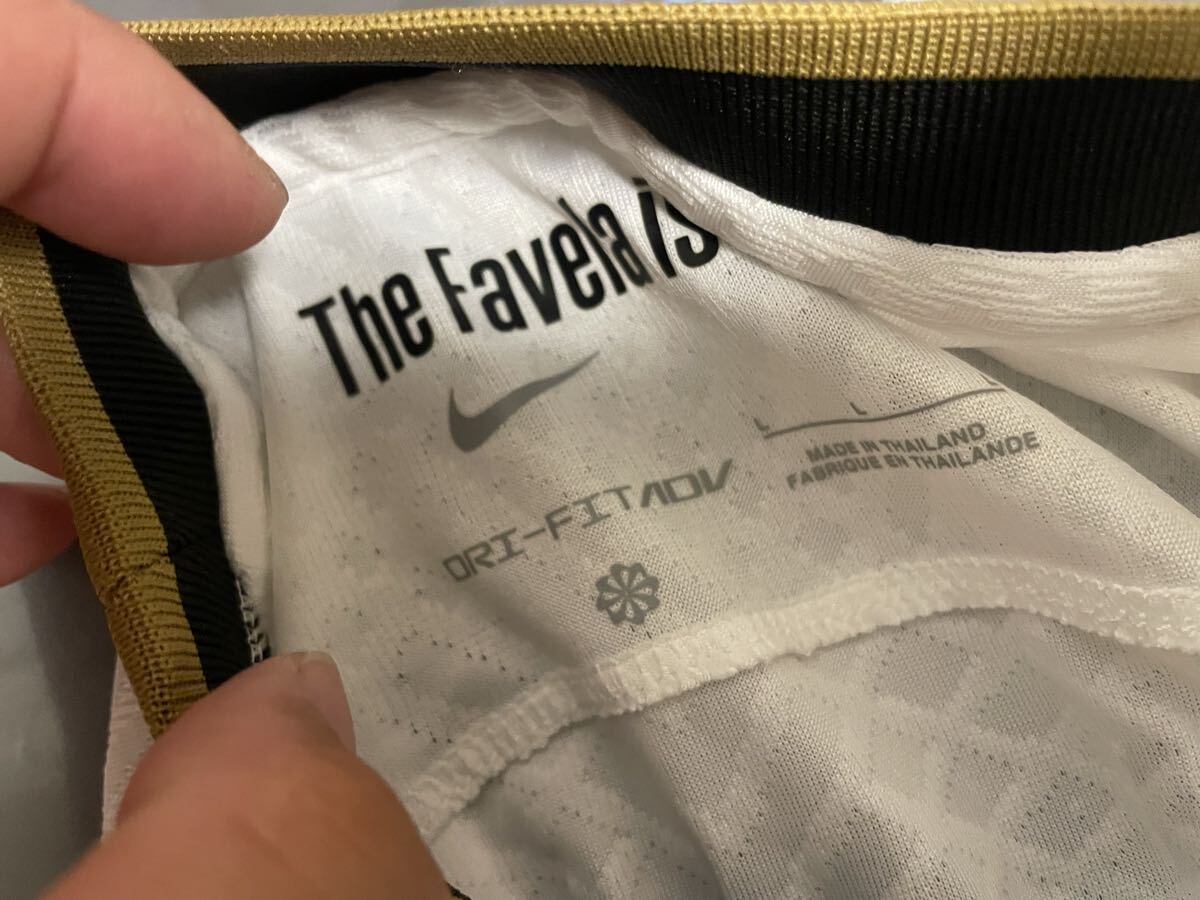 The Favela is
DRI-FIT ADV
L L L
MADE IN THAILAND
FABRIQUE EN THAILANDE